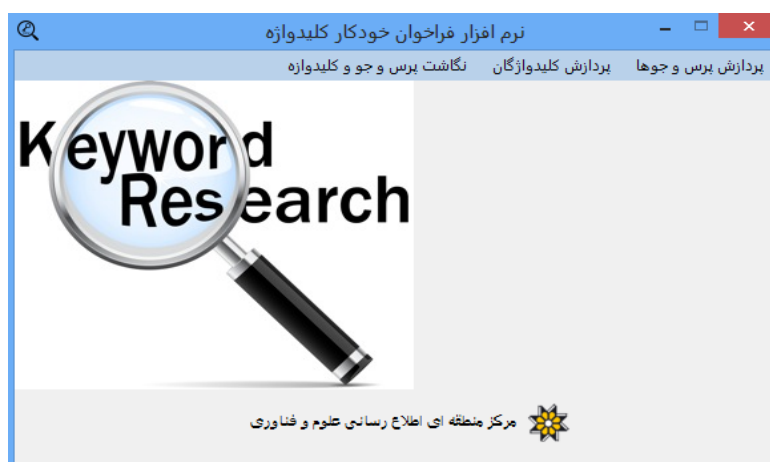 نرم افزار فراخوان خودکار کلیدواژه
پردازش پرس و جوها    پردازش کلیدواژگان    نگاشت پرس و جو و کلیدوازه
Keyword
Research
مرکز منطقه ای اطلاع رسانی علوم و فناوری